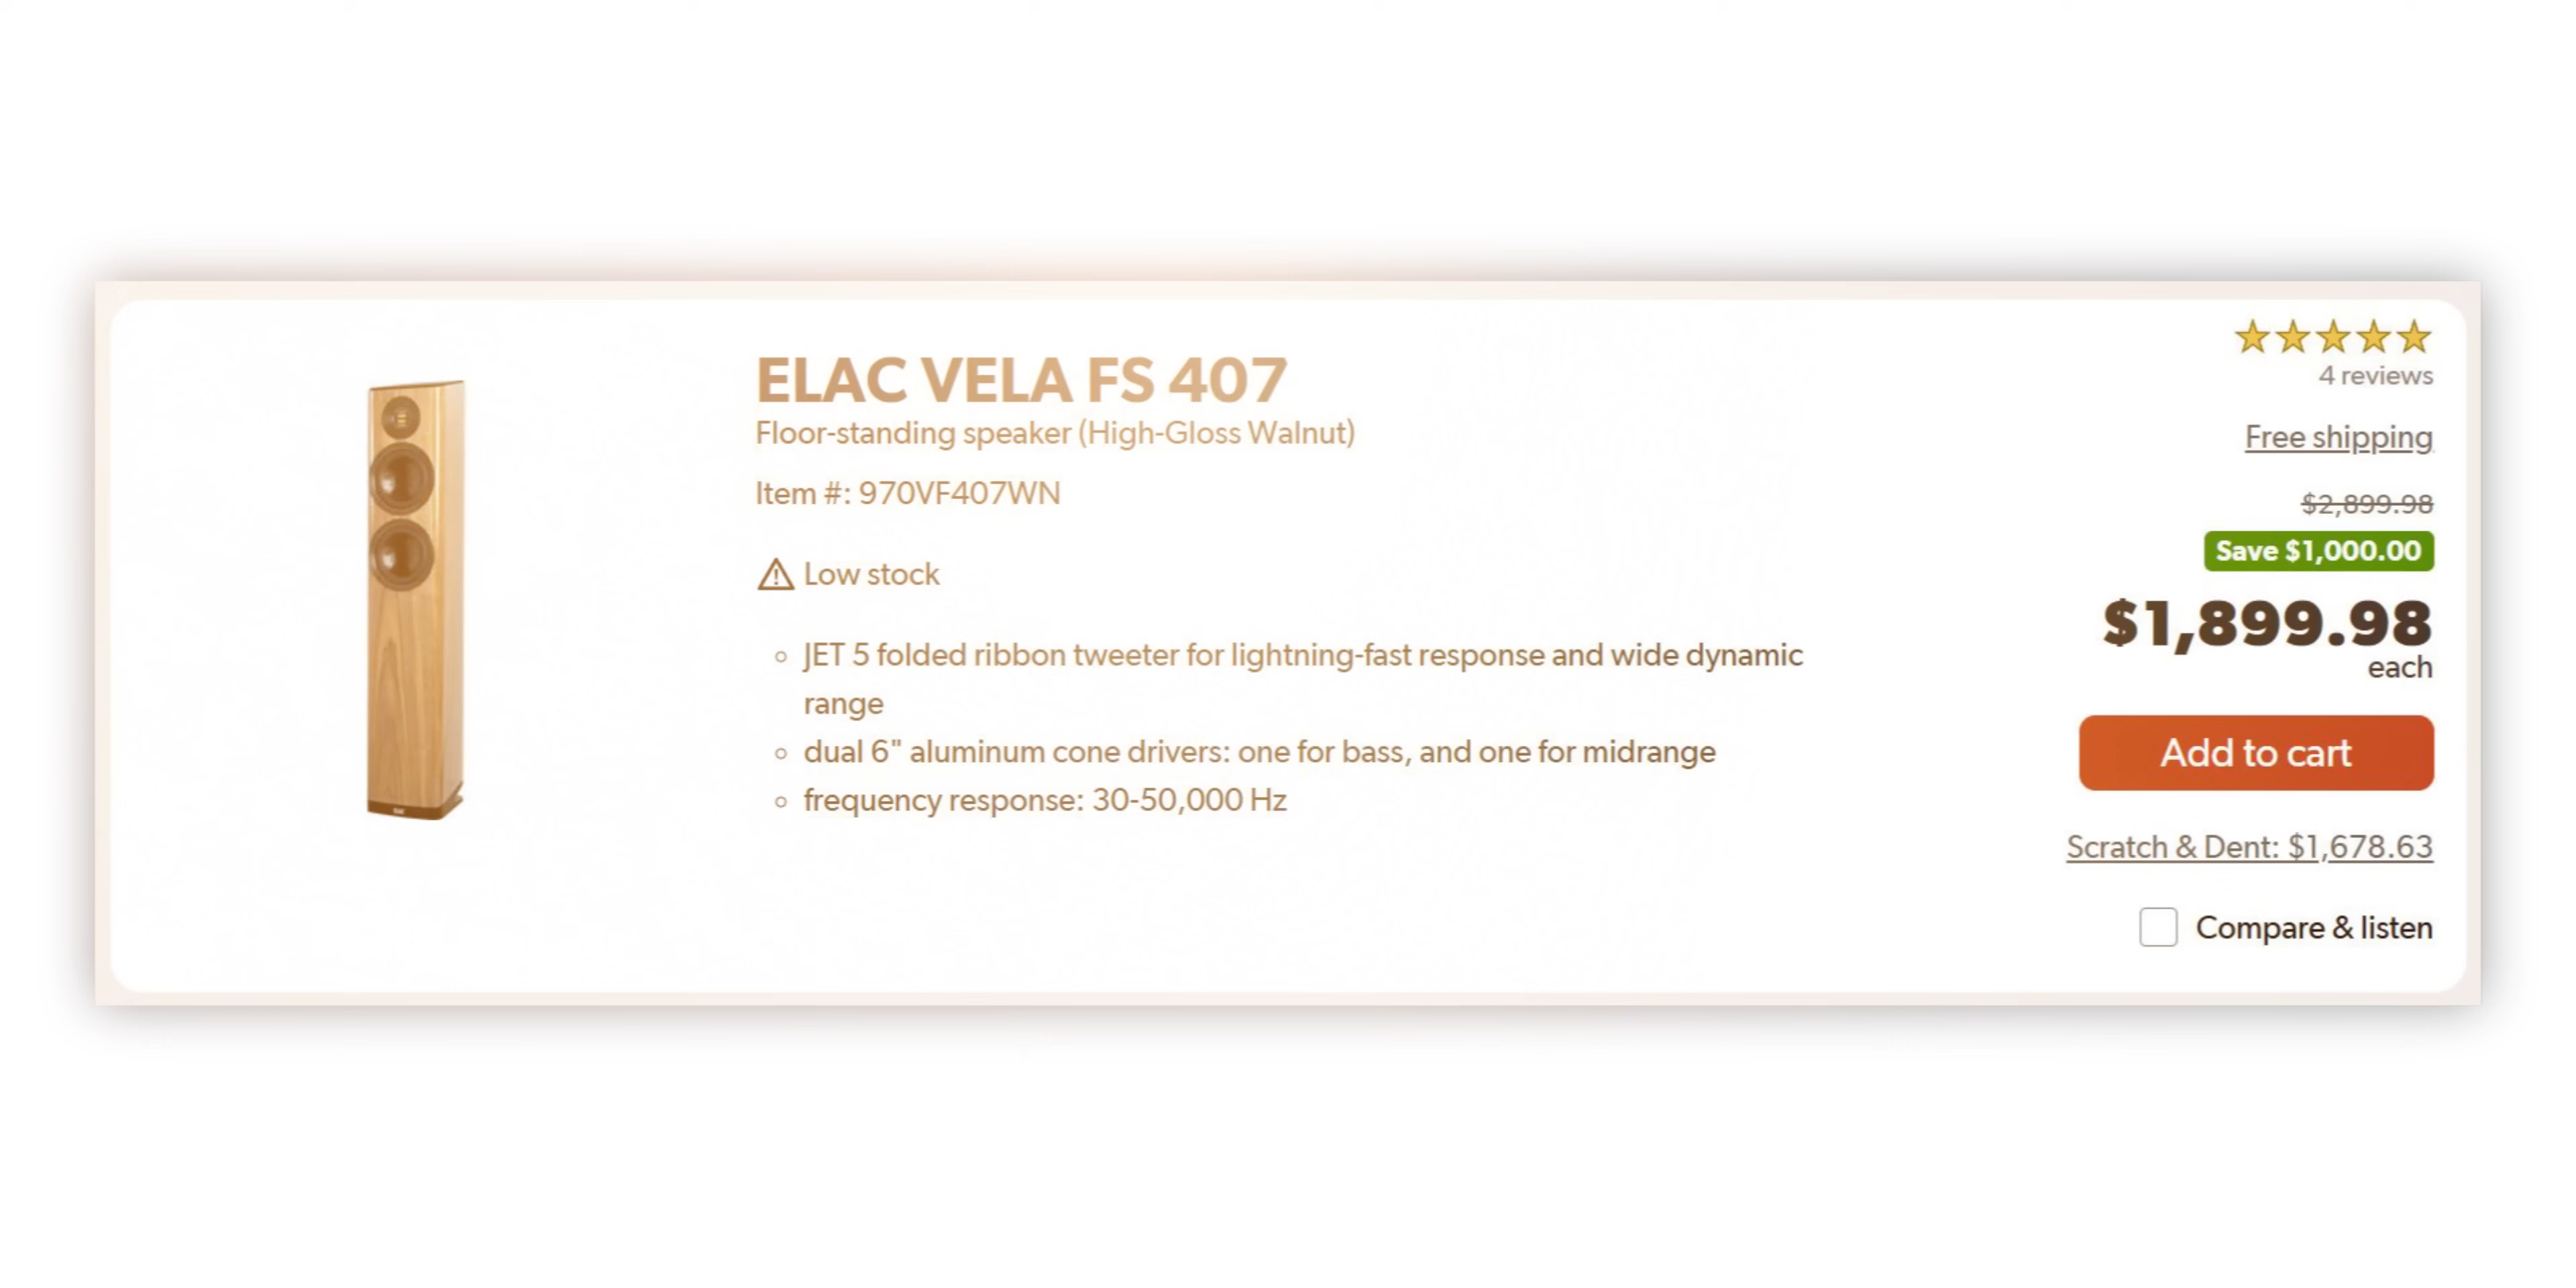 ELAC VELA FS 407
Floor-standing speaker (High-Gloss Walnut)
Item #: 970VF407WN
Low stock
JET 5 folded ribbon tweeter for lightning-fast response and wide dynamic
range
dual 6" aluminum cone drivers: one for bass, and one for midrange
frequency response: 30-50,000 Hz
4 reviews
Free shipping
$2,899.98
Save $1,000.00
$1,899.98
each
Add to cart
Scratch & Dent: $1,678.63
Compare & listen